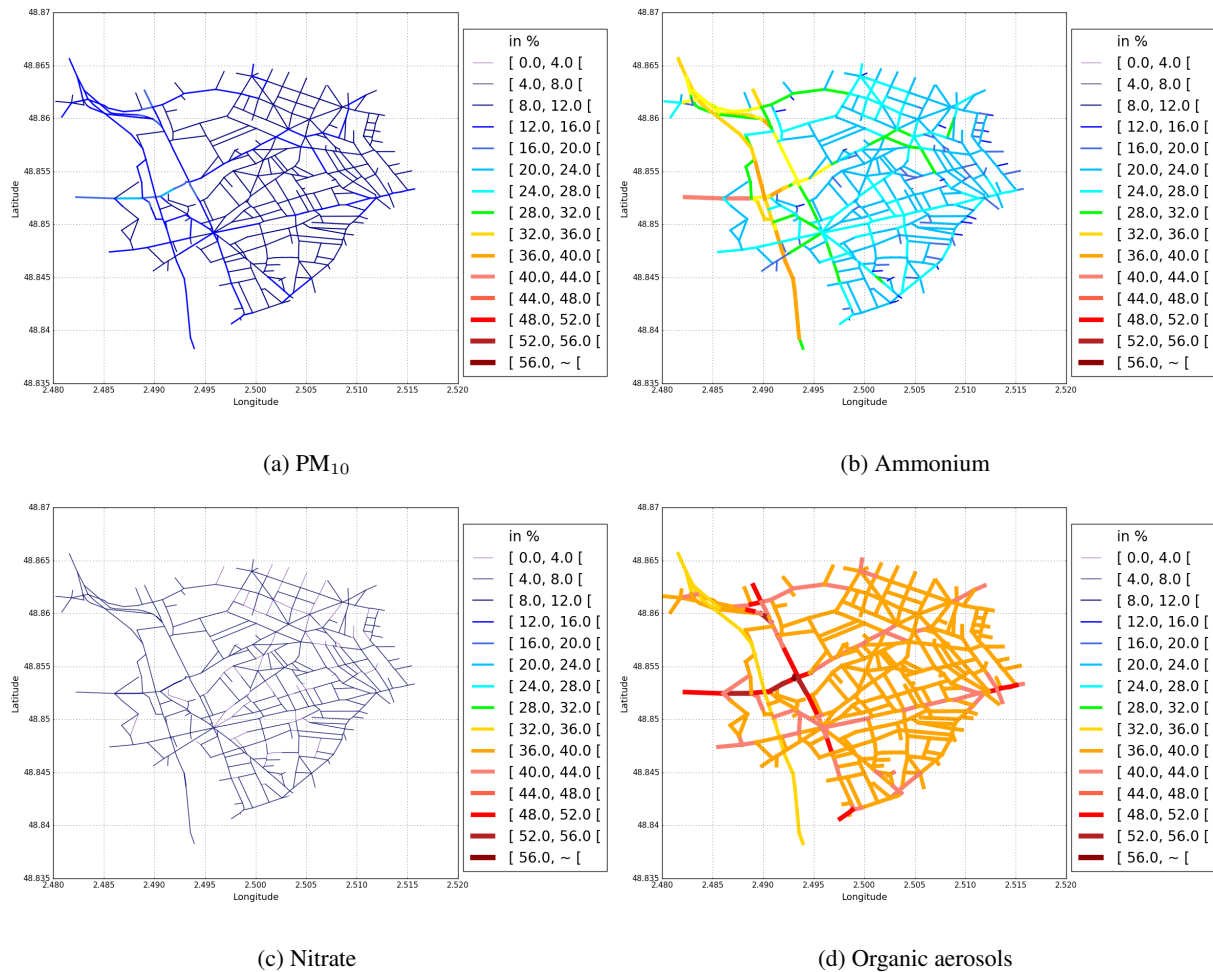 48.87
48.865
48.86
48.855
48.85
48.845
48.84
48.835
Latitude
2.480 2.485 2.490 2.495 2.500 2.505 2.510 2.515 2.520
Longitude
in %
[ 0.0, 4.0 [
[ 4.0, 8.0 [
[ 8.0, 12.0 [
[ 12.0, 16.0 [
[ 16.0, 20.0 [
[ 20.0, 24.0 [
[ 24.0, 28.0 [
[ 28.0, 32.0 [
[ 32.0, 36.0 [
[ 36.0, 40.0 [
[ 40.0, 44.0 [
[ 44.0, 48.0 [
[ 48.0, 52.0 [
[ 52.0, 56.0 [
[ 56.0, ~ [
(a) PM₁₀
48.87
48.865
48.86
48.855
48.85
48.845
48.84
48.835
Latitude
2.480 2.485 2.490 2.495 2.500 2.505 2.510 2.515 2.520
Longitude
in %
[ 0.0, 4.0 [
[ 4.0, 8.0 [
[ 8.0, 12.0 [
[ 12.0, 16.0 [
[ 16.0, 20.0 [
[ 20.0, 24.0 [
[ 24.0, 28.0 [
[ 28.0, 32.0 [
[ 32.0, 36.0 [
[ 36.0, 40.0 [
[ 40.0, 44.0 [
[ 44.0, 48.0 [
[ 48.0, 52.0 [
[ 52.0, 56.0 [
[ 56.0, ~ [
(b) Ammonium
48.87
48.865
48.86
48.855
48.85
48.845
48.84
48.835
Latitude
2.480 2.485 2.490 2.495 2.500 2.505 2.510 2.515 2.520
Longitude
in %
[ 0.0, 4.0 [
[ 4.0, 8.0 [
[ 8.0, 12.0 [
[ 12.0, 16.0 [
[ 16.0, 20.0 [
[ 20.0, 24.0 [
[ 24.0, 28.0 [
[ 28.0, 32.0 [
[ 32.0, 36.0 [
[ 36.0, 40.0 [
[ 40.0, 44.0 [
[ 44.0, 48.0 [
[ 48.0, 52.0 [
[ 52.0, 56.0 [
[ 56.0, ~ [
(c) Nitrate
48.87
48.865
48.86
48.855
48.85
48.845
48.84
48.835
Latitude
2.480 2.485 2.490 2.495 2.500 2.505 2.510 2.515 2.520
Longitude
in %
[ 0.0, 4.0 [
[ 4.0, 8.0 [
[ 8.0, 12.0 [
[ 12.0, 16.0 [
[ 16.0, 20.0 [
[ 20.0, 24.0 [
[ 24.0, 28.0 [
[ 28.0, 32.0 [
[ 32.0, 36.0 [
[ 36.0, 40.0 [
[ 40.0, 44.0 [
[ 44.0, 48.0 [
[ 48.0, 52.0 [
[ 52.0, 56.0 [
[ 56.0, ~ [
(d) Organic aerosols